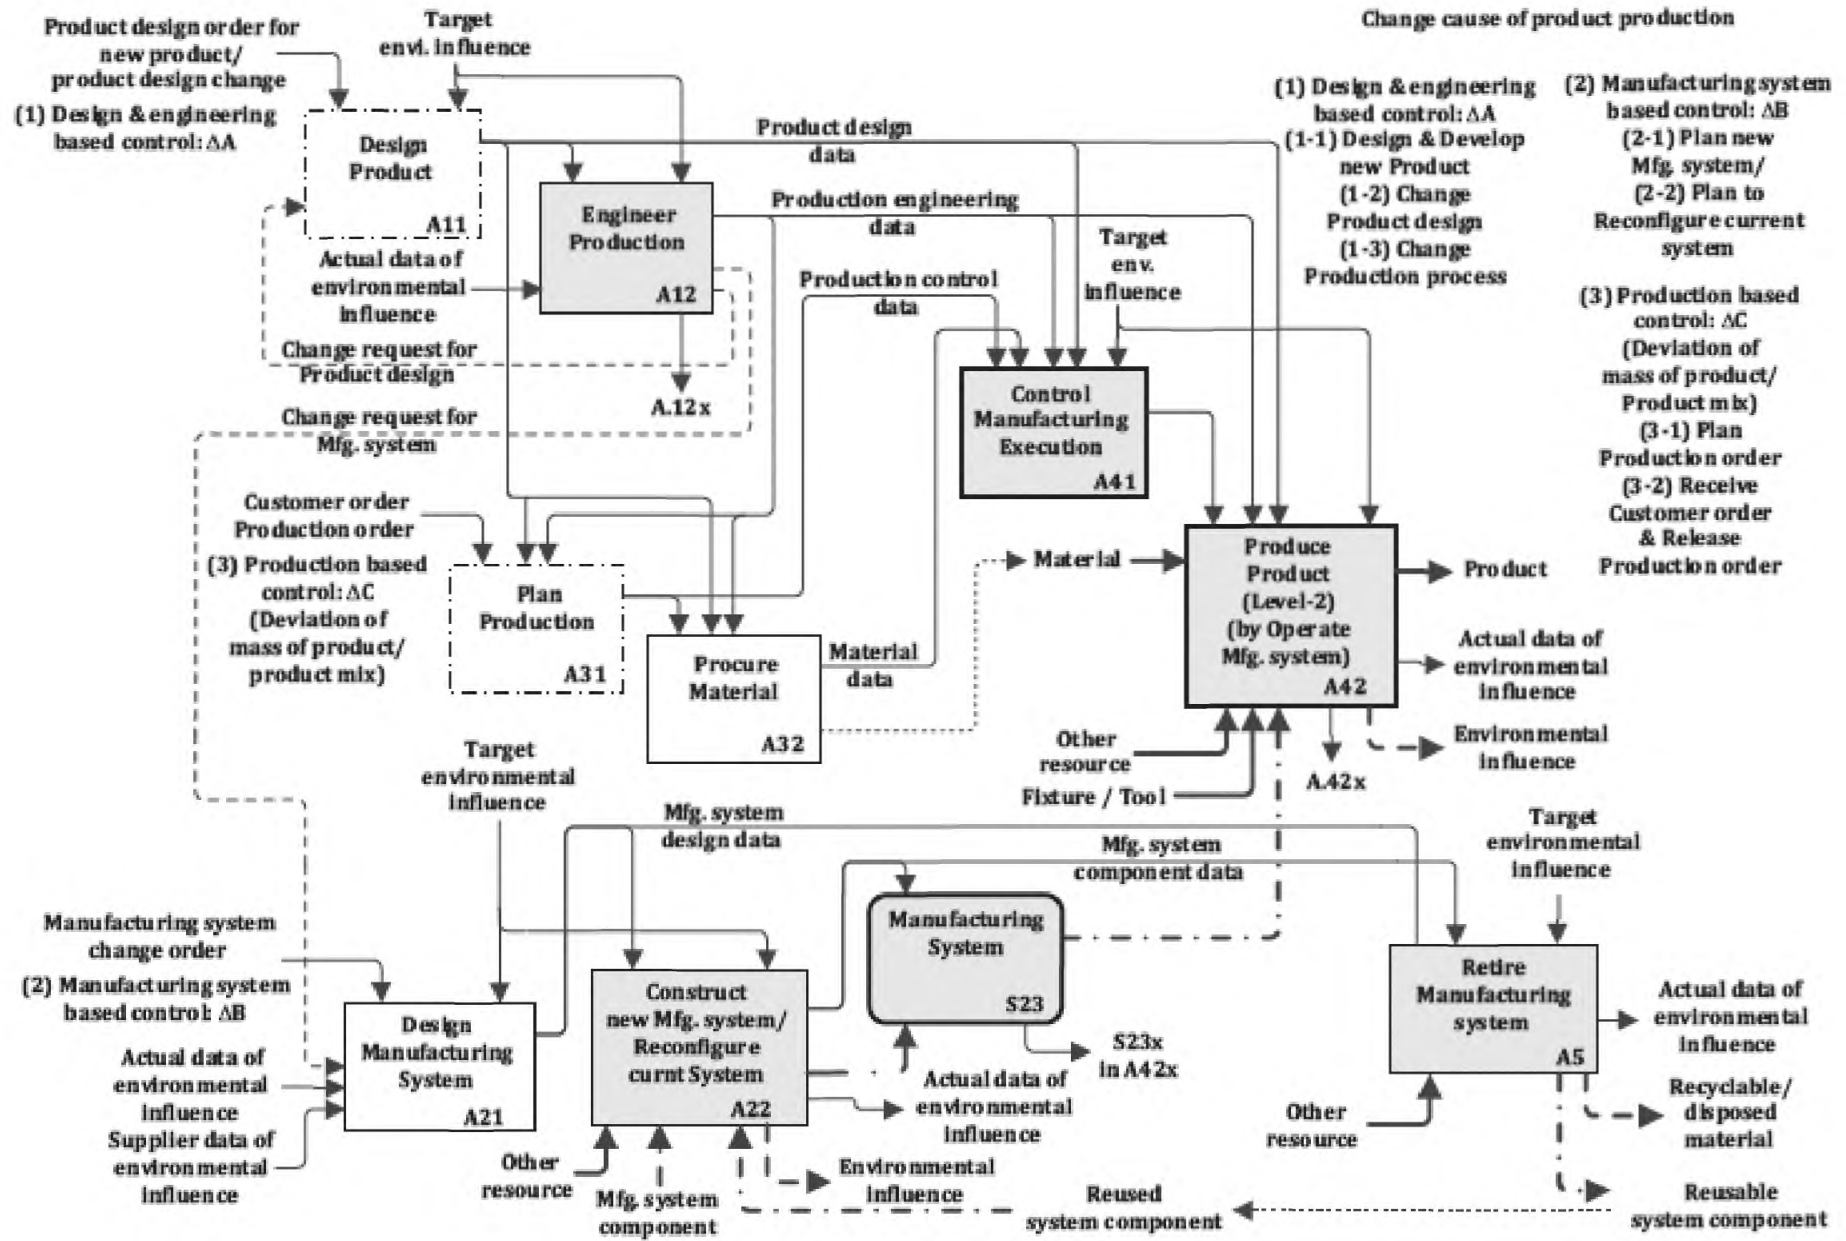 Product design order for
new product/
product design change
(1) Design & engineering
based control: ΔA
Target
envi. influence
Design
Product
A11
Product design
data
Engineer
Production
A12
Production engineering
data
Actual data of
environmental
influence
Change request for
Product design
A.12x
Change request for
Mfg. system
Production control
data
Target
env.
influence
Control
Manufacturing
Execution
A41
Customer order
Production order
(3) Production based
control: ΔC
(Deviation of
mass of product/
product mix)
Plan
Production
A31
Procure
Material
A32
Material
data
Material
Produce
Product
(Level-2)
(by Operate
Mfg. system)
A42
Product
Actual data of
environmental
influence
Environmental
influence
A.42x
Other
resource
Fixture / Tool
Change cause of product production
(1) Design & engineering
based control: ΔA
(1-1) Design & Develop
new Product
(1-2) Change
Product design
(1-3) Change
Production process
(2) Manufacturing system
based control: ΔB
(2-1) Plan new
Mfg. system/
(2-2) Plan to
Reconfigure current
system
(3) Production based
control: ΔC
(Deviation of
mass of product/
Product mix)
(3-1) Plan
Production order
(3-2) Receive
Customer order
& Release
Production order
Target
environmental
influence
Mfg. system
design data
Mfg. system
component data
Target
environmental
influence
Manufacturing system
change order
(2) Manufacturing system
based control: ΔB
Actual data of
environmental
influence
Supplier data of
environmental
influence
Design
Manufacturing
System
A21
Construct
new Mfg. system/
Reconfigure
curnt System
A22
Manufacturing
System
S23
S23x
in A42x
Actual data of
environmental
influence
Environmental
influence
Other
resource
Mfg. system
component
Reused
system component
Retire
Manufacturing
system
A5
Other
resource
Actual data of
environmental
influence
Recyclable/
disposed
material
Reusable
system component